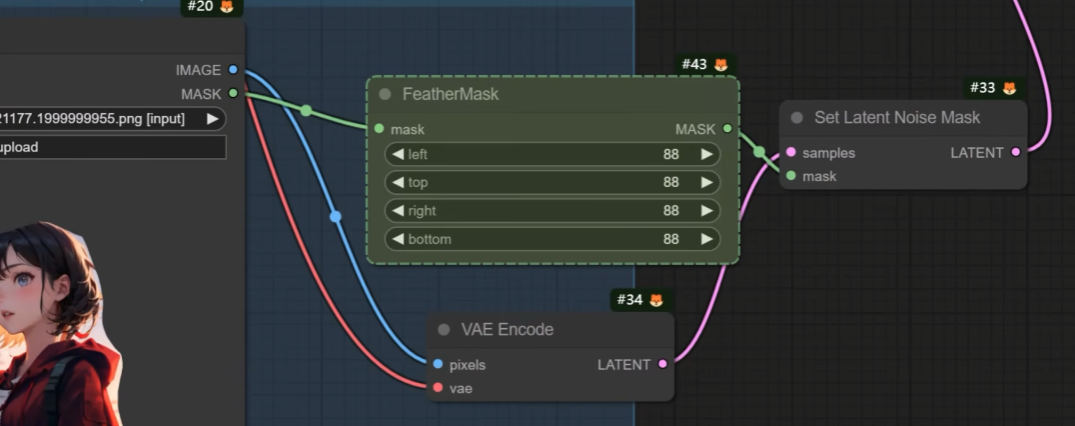 #20
IMAGE
MASK
21177.1999999955.png [input]
upload
#43
FeatherMask
mask
MASK
left 88
top 88
right 88
bottom 88
#33
Set Latent Noise Mask
samples
LATENT
mask
#34
VAE Encode
pixels
LATENT
vae